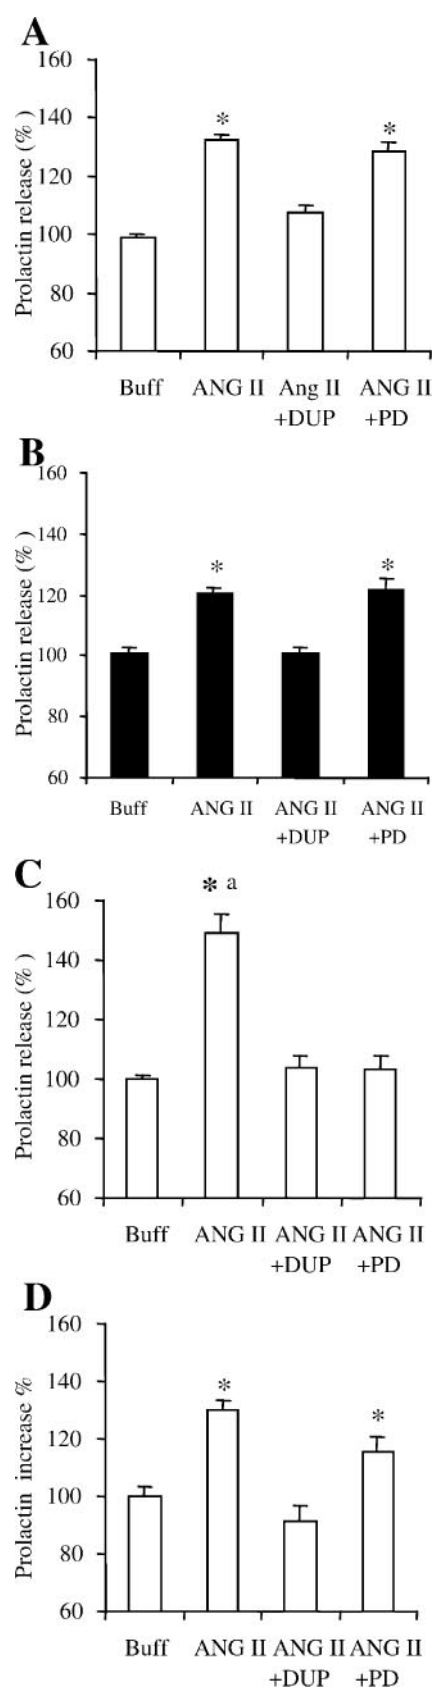 A
160
140
120
100
80
60
Prolactin release (% )
*
*
Buff ANG II Ang II ANG II
+DUP +PD
B
160
140
120
100
80
60
Prolactin release (% )
*
*
Buff ANG II ANG II ANG II
+DUP +PD
C
160
140
120
100
80
60
Prolactin release (% )
* a
Buff ANG II ANG II ANG II
+DUP +PD
D
160
140
120
100
80
60
Prolactin increase %
*
*
Buff ANG II ANG II ANG II
+DUP +PD